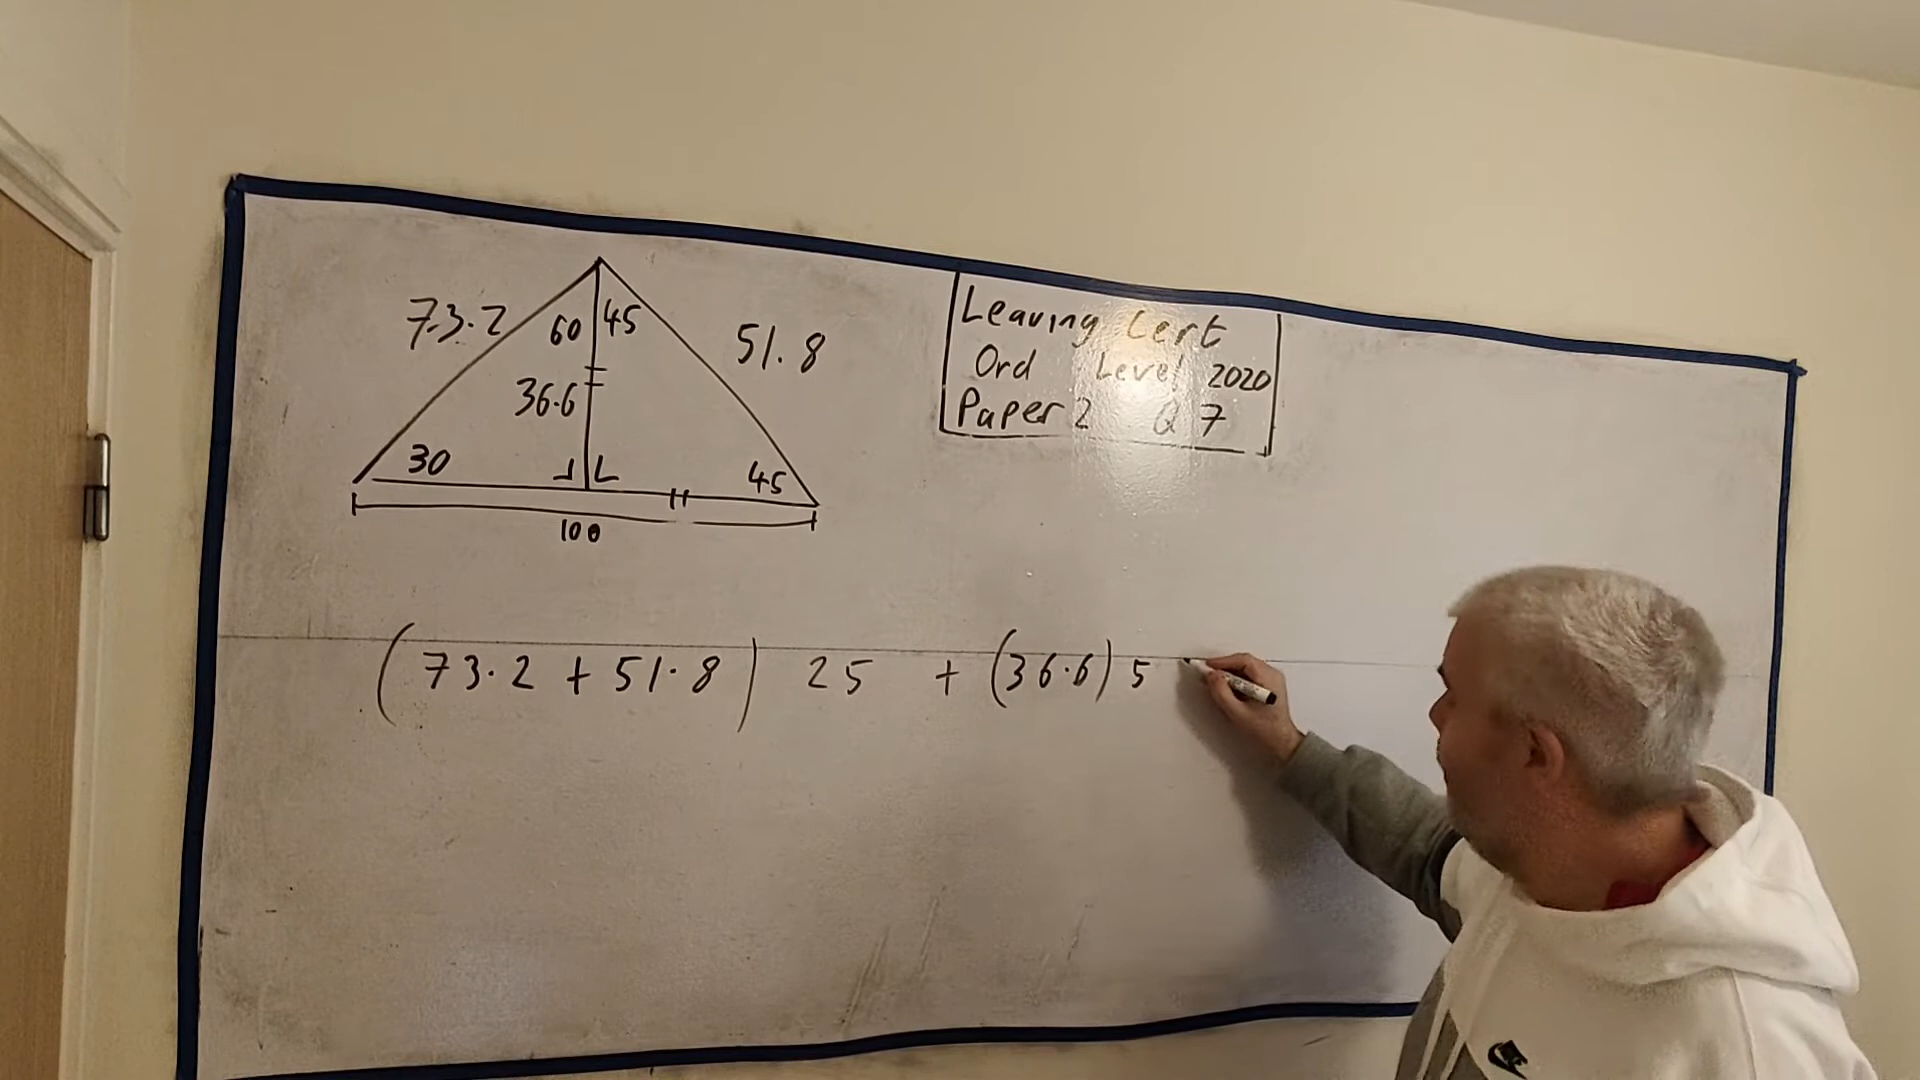 Leaving Cert
Ord Level 2020
Paper 2 Q 7
73.2
60 45
51.8
36.6
30
45
100
(73.2 + 51.8) 25 + (36.6) 5